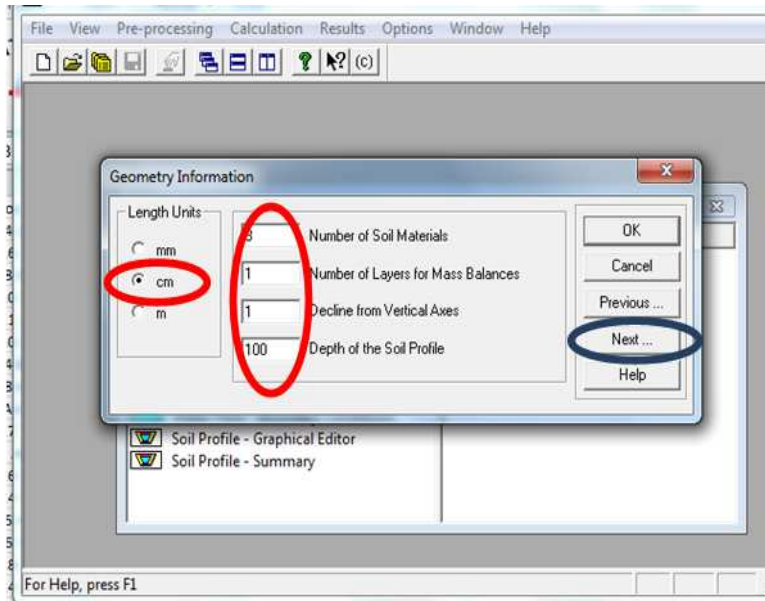 File View Pre-processing Calculation Results Options Window Help
(c)
Geometry Information
Length Units
mm
cm
m
3 Number of Soil Materials
1 Number of Layers for Mass Balances
1 Decline from Vertical Axes
100 Depth of the Soil Profile
OK
Cancel
Previous ...
Next ...
Help
Soil Profile - Graphical Editor
Soil Profile - Summary
For Help, press F1